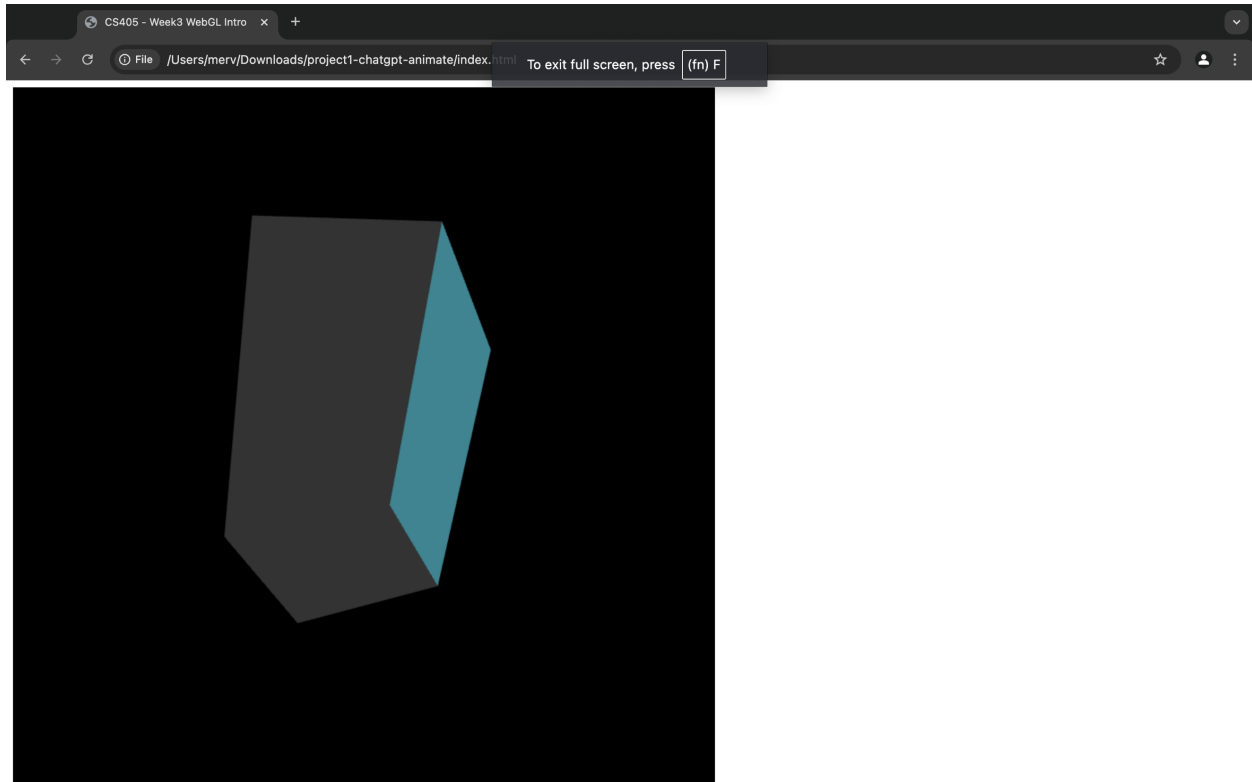 CS405 - Week3 WebGL Intro
File /Users/merv/Downloads/project1-chatgpt-animate/index.html
To exit full screen, press (fn) F